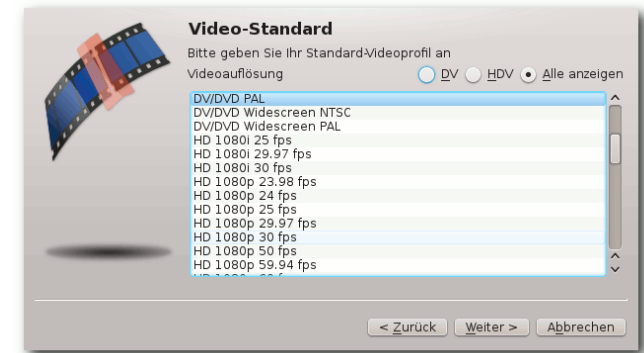 Video-Standard
Bitte geben Sie Ihr Standard-Videoprofil an
Videoauflösung DV HDV Alle anzeigen
DV/DVD PAL
DV/DVD Widescreen NTSC
DV/DVD Widescreen PAL
HD 1080i 25 fps
HD 1080i 29.97 fps
HD 1080i 30 fps
HD 1080p 23.98 fps
HD 1080p 24 fps
HD 1080p 25 fps
HD 1080p 29.97 fps
HD 1080p 30 fps
HD 1080p 50 fps
HD 1080p 59.94 fps
< Zurück Weiter > Abbrechen